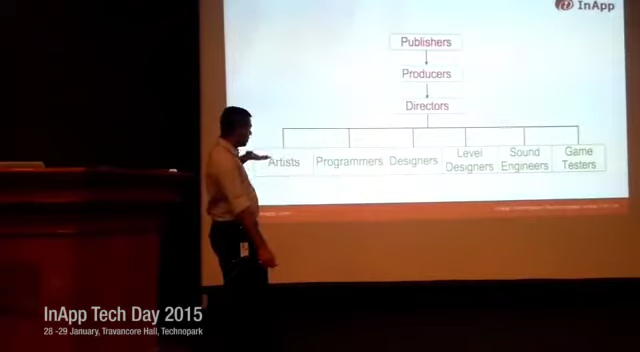 InApp
Publishers
Producers
Directors
Artists
Programmers
Designers
Level
Designers
Sound
Engineers
Game
Testers
InApp Tech Day 2015
28 -29 January, Travancore Hall, Technopark